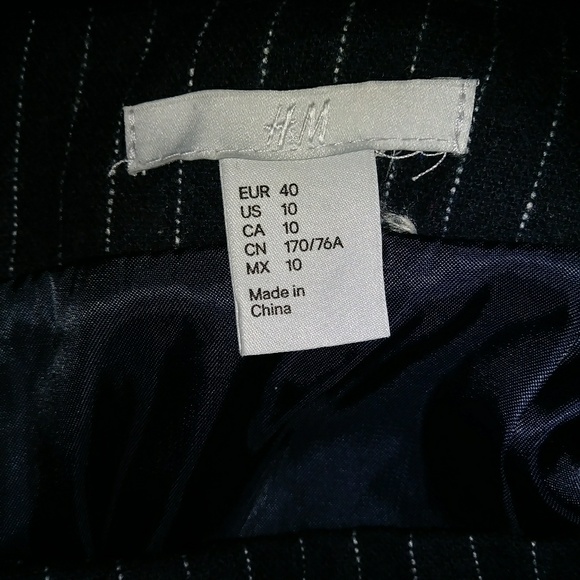 H&M
EUR 40
US 10
CA 10
CN 170/76A
MX 10
Made in
China